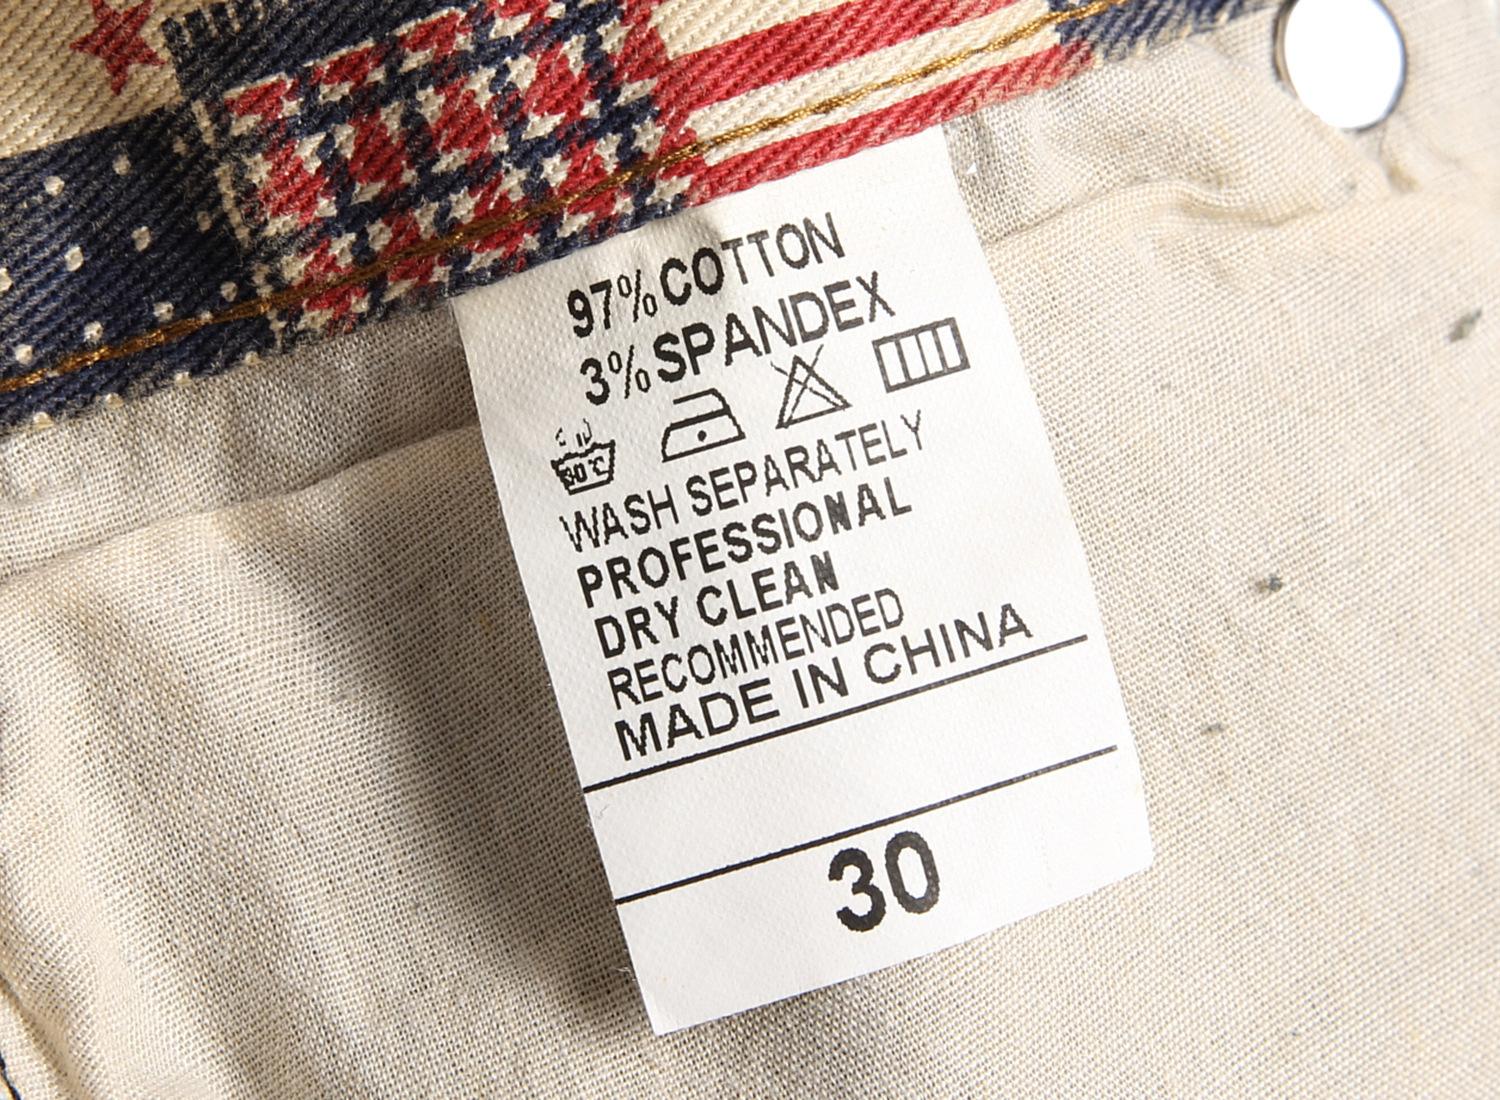 97%COTTON
3%SPANDEX
30°C
WASH SEPARATELY
PROFESSIONAL
DRY CLEAN
RECOMMENDED
MADE IN CHINA
30